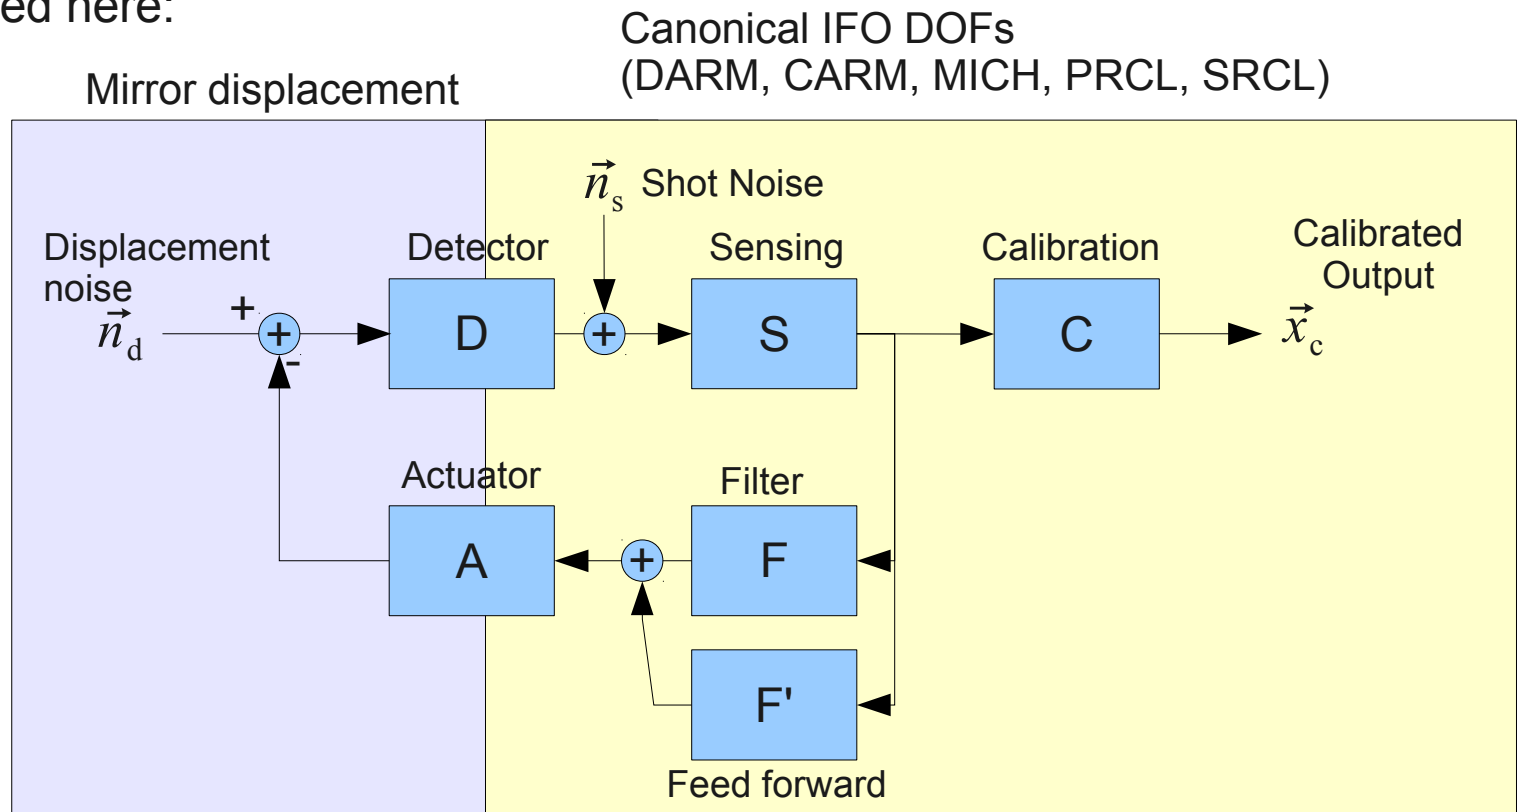 ed here:
Canonical IFO DOFs
(DARM, CARM, MICH, PRCL, SRCL)
Mirror displacement
n⃗s Shot Noise
Displacement
noise
n⃗d
+
+
-
Detector
D
+
Sensing
S
Calibration
C
Calibrated
Output
x⃗c
Actuator
A
+
Filter
F
F'
Feed forward